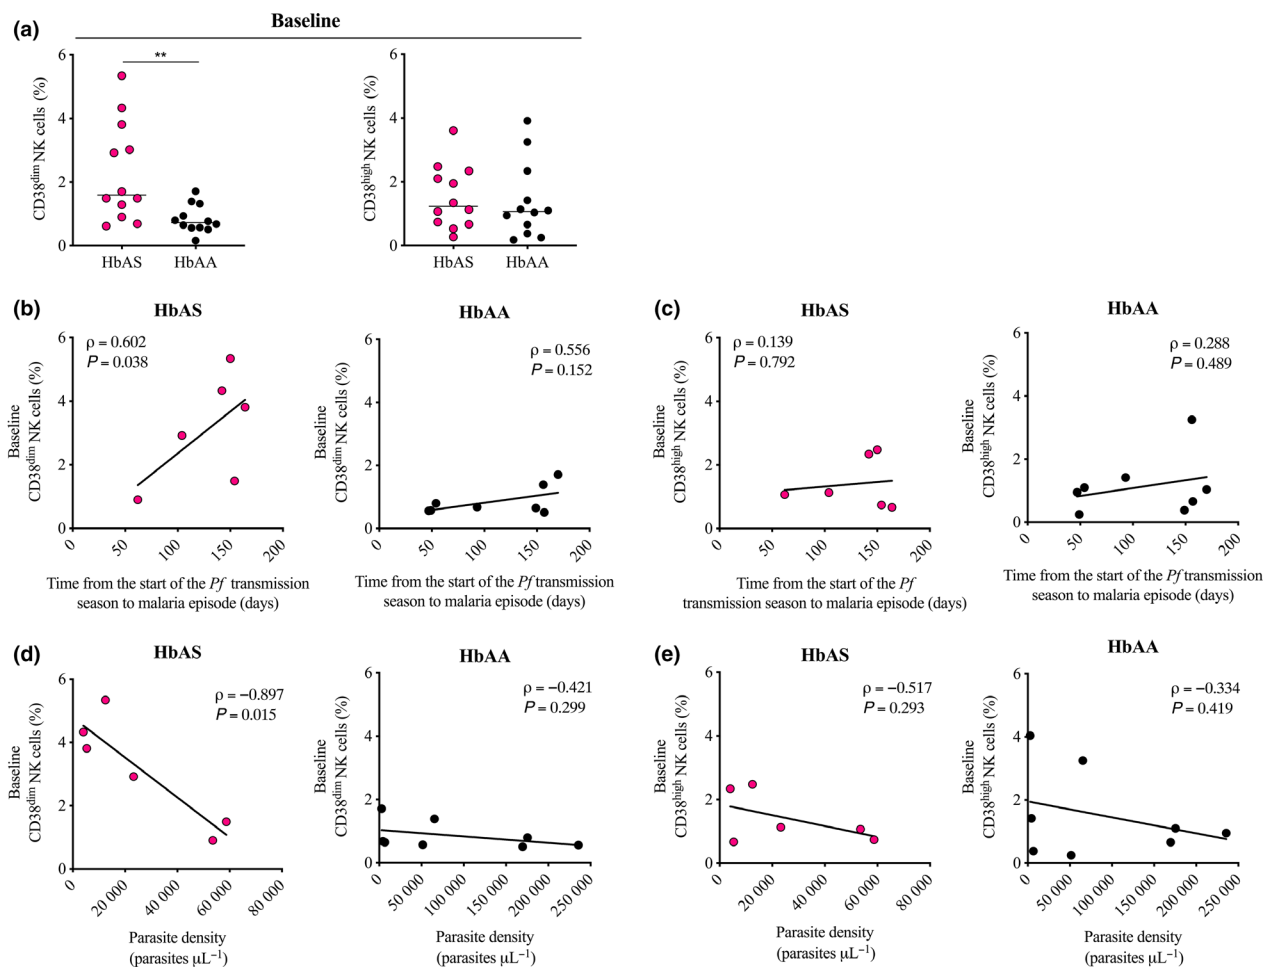 Baseline
(a)
CD38dim NK cells (%)
6
4
2
0
**
HbAS
HbAA
CD38high NK cells (%)
6
4
2
0
HbAS
HbAA
(b)
HbAS
ρ = 0.602
P = 0.038
Baseline
CD38dim NK cells (%)
6
4
2
0
0
50
100
150
200
Time from the start of the Pf transmission
season to malaria episode (days)
HbAA
ρ = 0.556
P = 0.152
Baseline
CD38dim NK cells (%)
6
4
2
0
0
50
100
150
200
Time from the start of the Pf transmission
season to malaria episode (days)
(c)
HbAS
ρ = 0.139
P = 0.792
Baseline
CD38high NK cells (%)
6
4
2
0
0
50
100
150
200
Time from the start of the Pf
transmission season to malaria episode (days)
HbAA
ρ = 0.288
P = 0.489
Baseline
CD38high NK cells (%)
6
4
2
0
0
50
100
150
200
Time from the start of the Pf transmission
season to malaria episode (days)
(d)
HbAS
ρ = −0.897
P = 0.015
Baseline
CD38dim NK cells (%)
6
4
2
0
0
20 000
40 000
60 000
80 000
Parasite density
(parasites µL−1)
HbAA
ρ = −0.421
P = 0.299
Baseline
CD38dim NK cells (%)
6
4
2
0
0
50 000
100 000
150 000
200 000
250 000
Parasite density
(parasites µL−1)
(e)
HbAS
ρ = −0.517
P = 0.293
Baseline
CD38high NK cells (%)
6
4
2
0
0
20 000
40 000
60 000
80 000
Parasite density
(parasites µL−1)
HbAA
ρ = −0.334
P = 0.419
Baseline
CD38high NK cells (%)
6
4
2
0
0
50 000
100 000
150 000
200 000
250 000
Parasite density
(parasites µL−1)